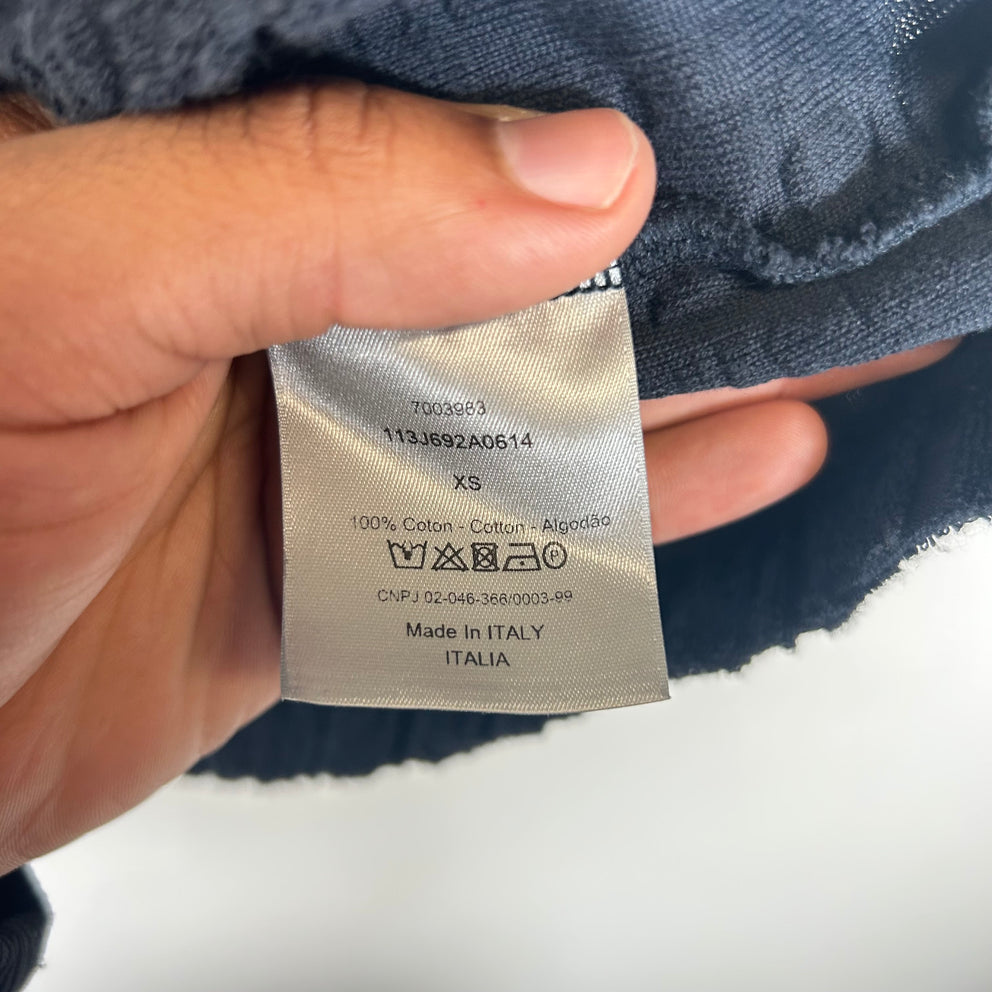 7003983
113J692A0614
XS
100% Coton - Cotton - Algodão
CNPJ 02-046-366/0003-99
Made In ITALY
ITALIA